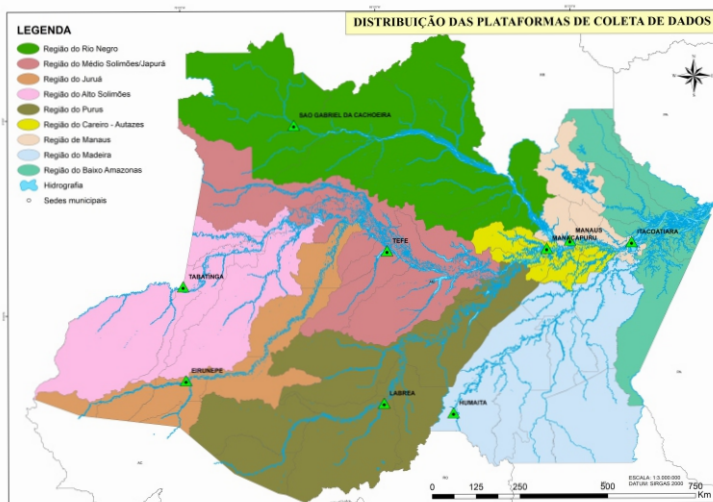 DISTRIBUIÇÃO DAS PLATAFORMAS DE COLETA DE DADOS
LEGENDA
Região do Rio Negro
Região do Médio Solimões/Japurá
Região do Juruá
Região do Alto Solimões
Região do Purus
Região do Careiro - Autazes
Região de Manaus
Região do Madeira
Região do Baixo Amazonas
Hidrografia
Sedes municipais
SAO GABRIEL DA CACHOEIRA
MANAUS
ITACOATIARA
MANACAPURU
TEFE
TABATINGA
EIRUNEPE
LABREA
HUMAITA
ESCALA: 1:3.000.000
DATUM: SIRGAS 2000
0 125 250 500 750
Km